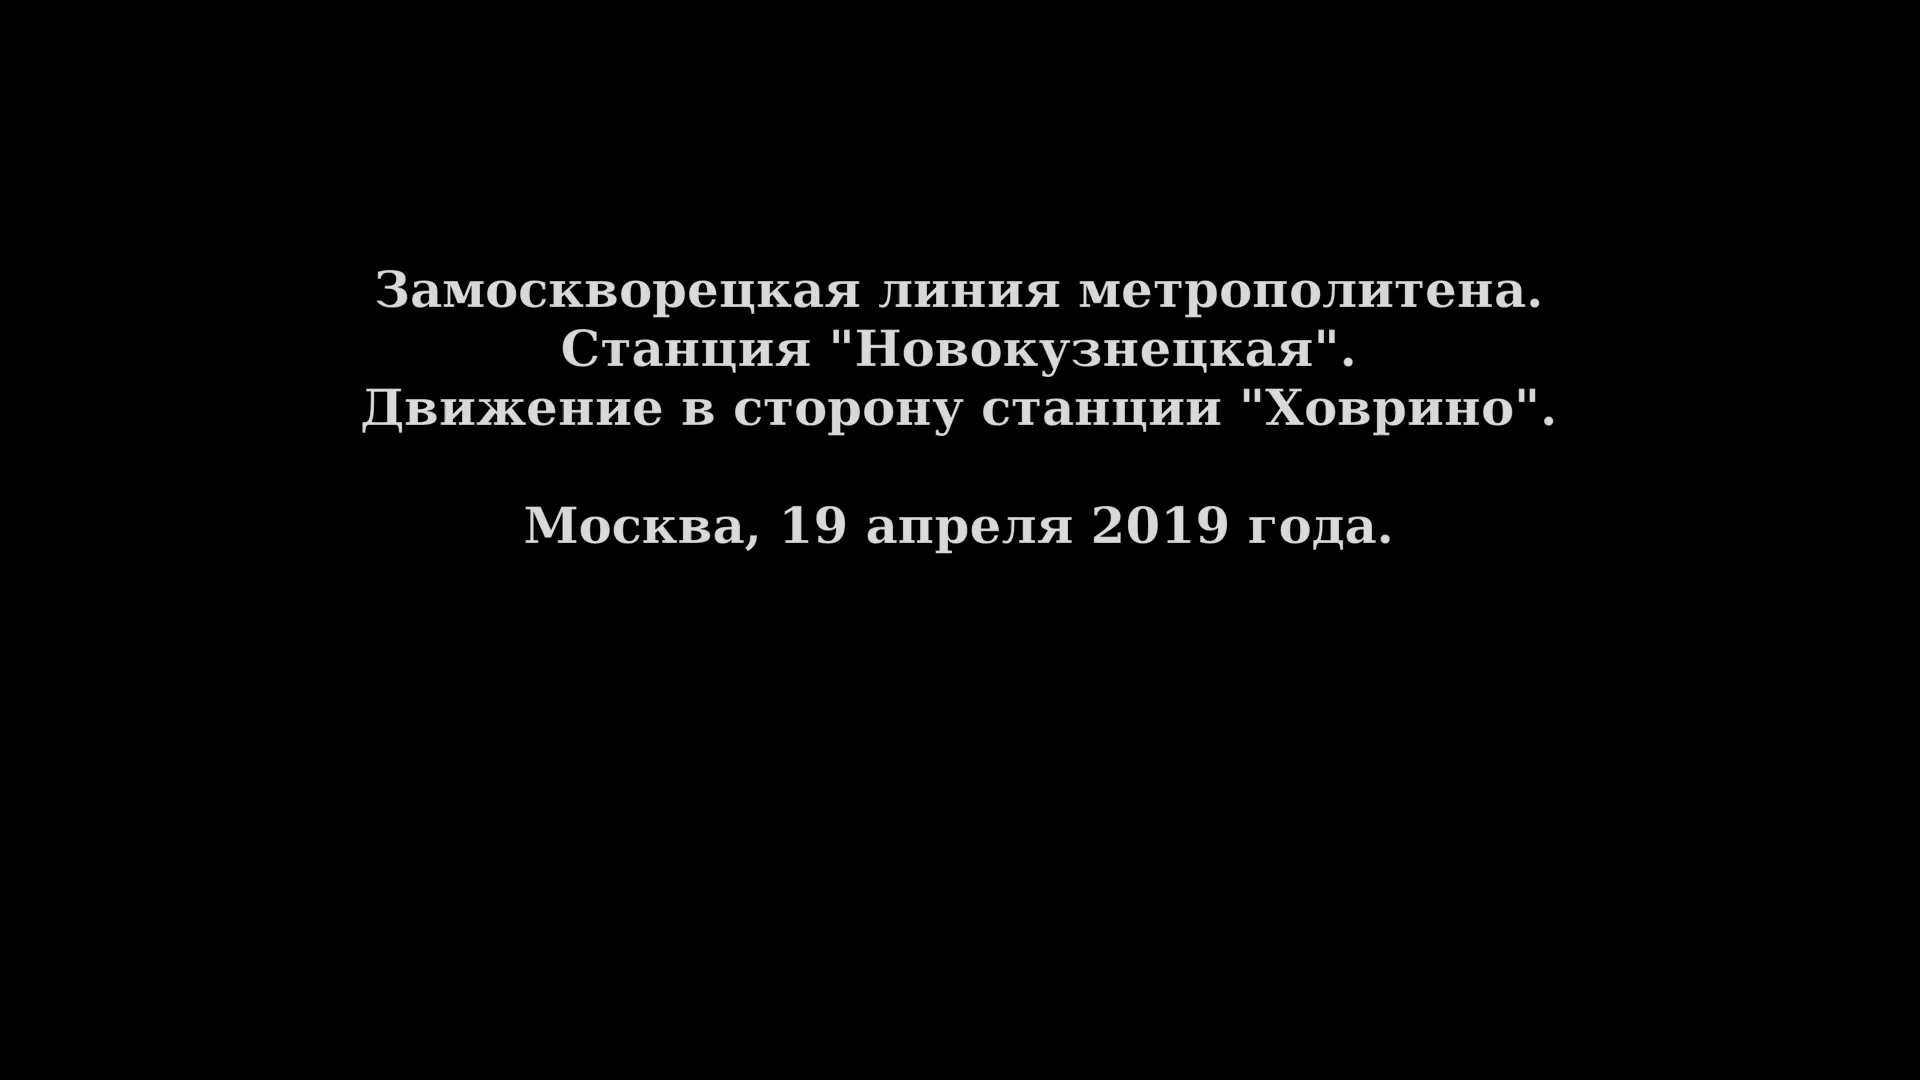 Замоскворецкая линия метрополитена.
Станция "Новокузнецкая".
Движение в сторону станции "Ховрино".
Москва, 19 апреля 2019 года.